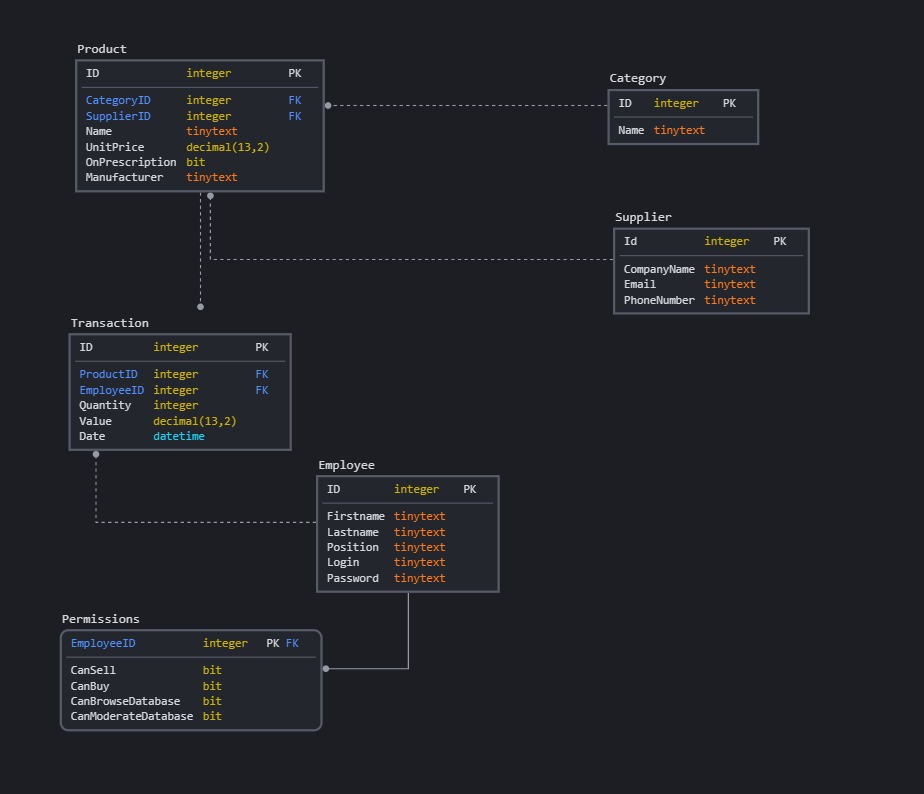 Product
ID integer PK
CategoryID integer FK
SupplierID integer FK
Name tinytext
UnitPrice decimal(13,2)
OnPrescription bit
Manufacturer tinytext
Category
ID integer PK
Name tinytext
Supplier
Id integer PK
CompanyName tinytext
Email tinytext
PhoneNumber tinytext
Transaction
ID integer PK
ProductID integer FK
EmployeeID integer FK
Quantity integer
Value decimal(13,2)
Date datetime
Employee
ID integer PK
Firstname tinytext
Lastname tinytext
Position tinytext
Login tinytext
Password tinytext
Permissions
EmployeeID integer PK FK
CanSell bit
CanBuy bit
CanBrowseDatabase bit
CanModerateDatabase bit